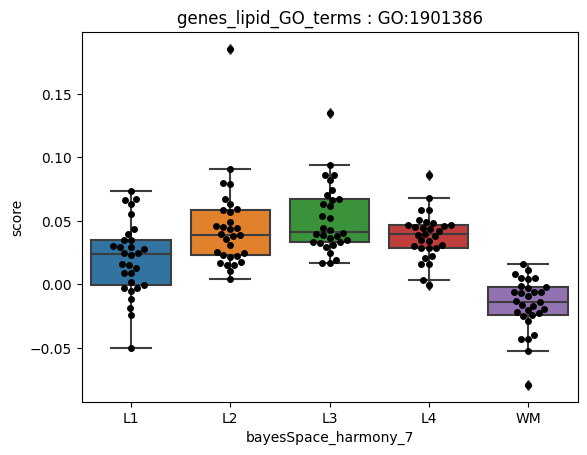 genes_lipid_GO_terms : GO:1901386
0.15
0.10
0.05
0.00
−0.05
score
L1 L2 L3 L4 WM
bayesSpace_harmony_7